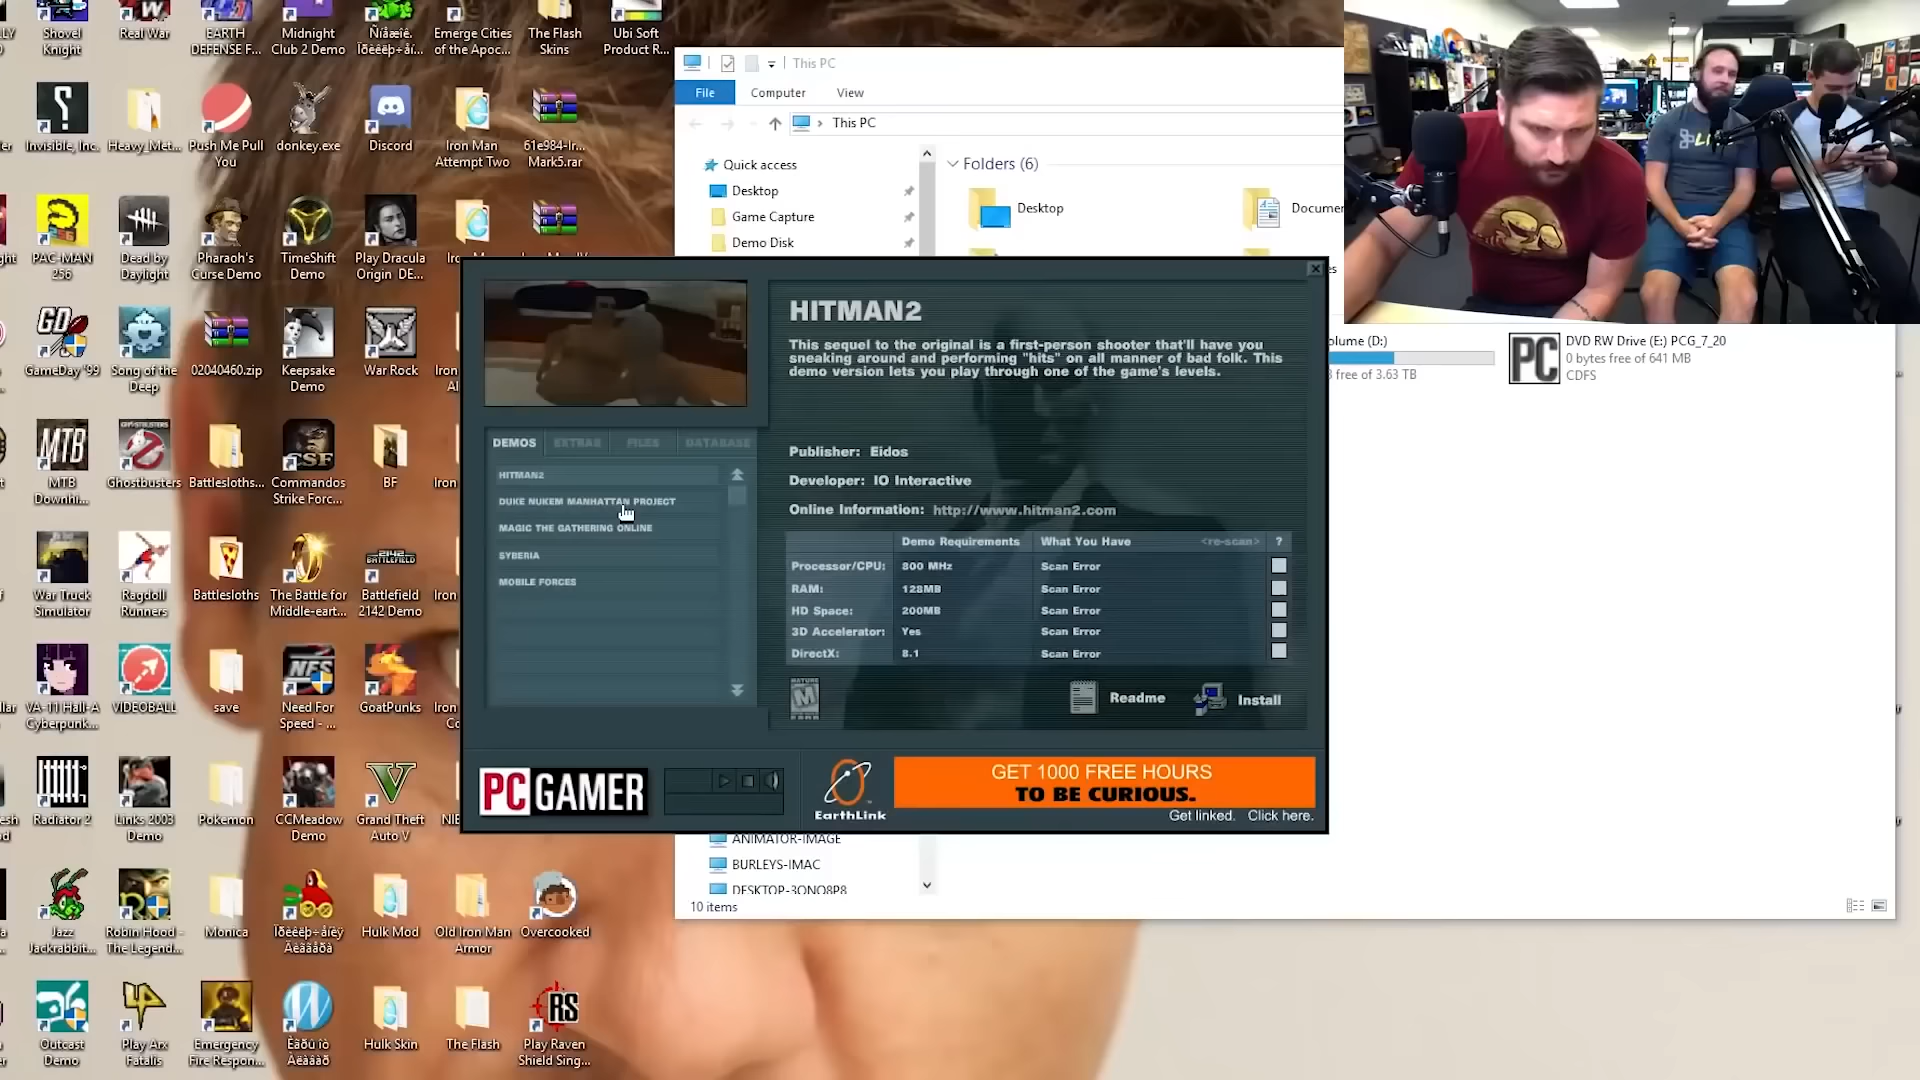 Shovel
Knight
Real War
EARTH
DEFENSE F...
Midnight
Club 2 Demo
Emerge Cities
of the Apoc...
The Flash
Skins
Ubi Soft
Product R...
This PC
File
Computer
View
This PC
Invisible, Inc.
Heavy_Met...
Push Me Pull
You
donkey.exe
Discord
Iron Man
Attempt Two
61e984-Ir...
Mark5.rar
Quick access
Desktop
Game Capture
Demo Disk
Folders (6)
Desktop
Documen
PAC-MAN
256
Dead by
Daylight
Pharaoh's
Curse Demo
TimeShift
Demo
Play Dracula
Origin DE...
HITMAN2
This sequel to the original is a first-person shooter that'll have you
sneaking around and performing "hits" on all manner of bad folk. This
demo version lets you play through one of the game's levels.
olume (D:)
free of 3.63 TB
PC
DVD RW Drive (E:) PCG_7_20
0 bytes free of 641 MB
CDFS
GameDay '99
Song of the
Deep
02040460.zip
Keepsake
Demo
War Rock
Iron
DEMOS
EXTRAS
FILES
DATABASE
HITMAN2
DUKE NUKEM MANHATTAN PROJECT
MAGIC THE GATHERING ONLINE
SYBERIA
MOBILE FORCES
Publisher: Eidos
Developer: IO Interactive
Online Information: http://www.hitman2.com
Demo Requirements What You Have <re-scan> ?
Processor/CPU: 800 MHz Scan Error
RAM: 128MB Scan Error
HD Space: 200MB Scan Error
3D Accelerator: Yes Scan Error
DirectX: 8.1 Scan Error
MTB
MTB
Downhi...
Ghostbusters
Battlesloths...
CSF
Commandos
Strike Forc...
BF
Iron
War Truck
Simulator
Ragdoll
Runners
Battlesloths
The Battle for
Middle-eart...
Battlefield
2142 Demo
Iron
MATURE
M
Readme
Install
VA-11 Hall-A
Cyberpunk...
VIDEOBALL
save
NFS
Need For
Speed - ...
GoatPunks
Iron
PC GAMER
EarthLink
GET 1000 FREE HOURS
TO BE CURIOUS.
Get linked. Click here.
Radiator 2
Links 2003
Demo
Pokemon
CCMeadow
Demo
Grand Theft
Auto V
ANIMATOR-IMAGE
BURLEYS-IMAC
DESKTOP-3ONO8P8
10 items
Jazz
Jackrabbit...
Robin Hood -
The Legend...
Monica
Hulk Mod
Old Iron Man
Armor
Overcooked
Outcast
Demo
Play Arx
Fatalis
Emergency
Fire Respon...
Hulk Skin
The Flash
RS
Play Raven
Shield Sing...